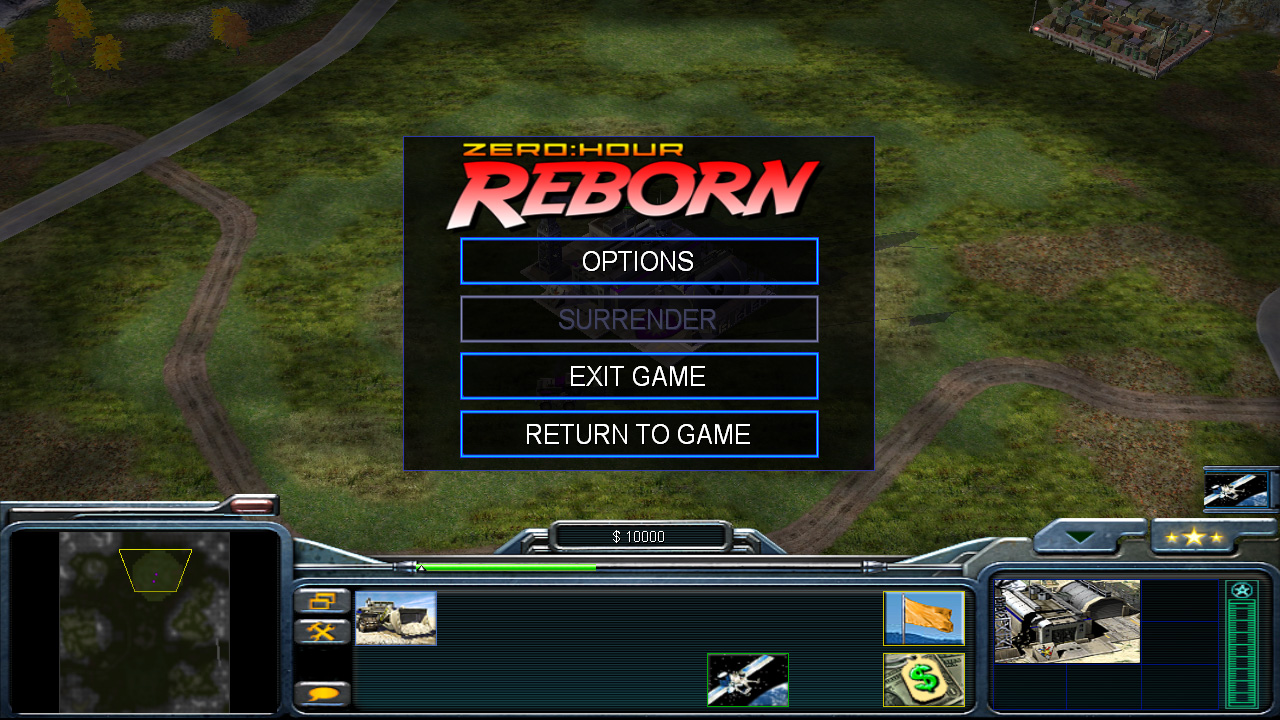 ZERO:HOUR
REBORN
OPTIONS
SURRENDER
EXIT GAME
RETURN TO GAME
$ 10000